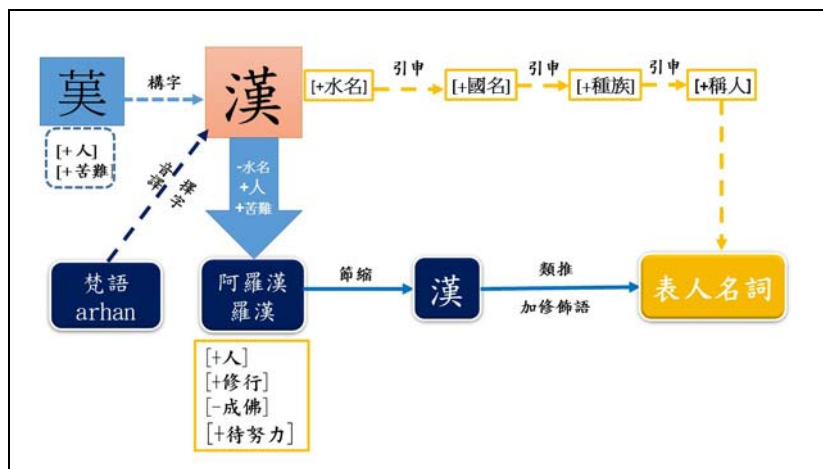 𦰩
構字
漢
[+水名]
引申
[+國名]
引申
[+種族]
引申
[+稱人]
[+人]
[+苦難]
音譯
擇字
-水名
+人
+苦難
梵語
arhan
阿羅漢
羅漢
節縮
漢
類推
加修飾語
表人名詞
[+人]
[+修行]
[-成佛]
[+待努力]